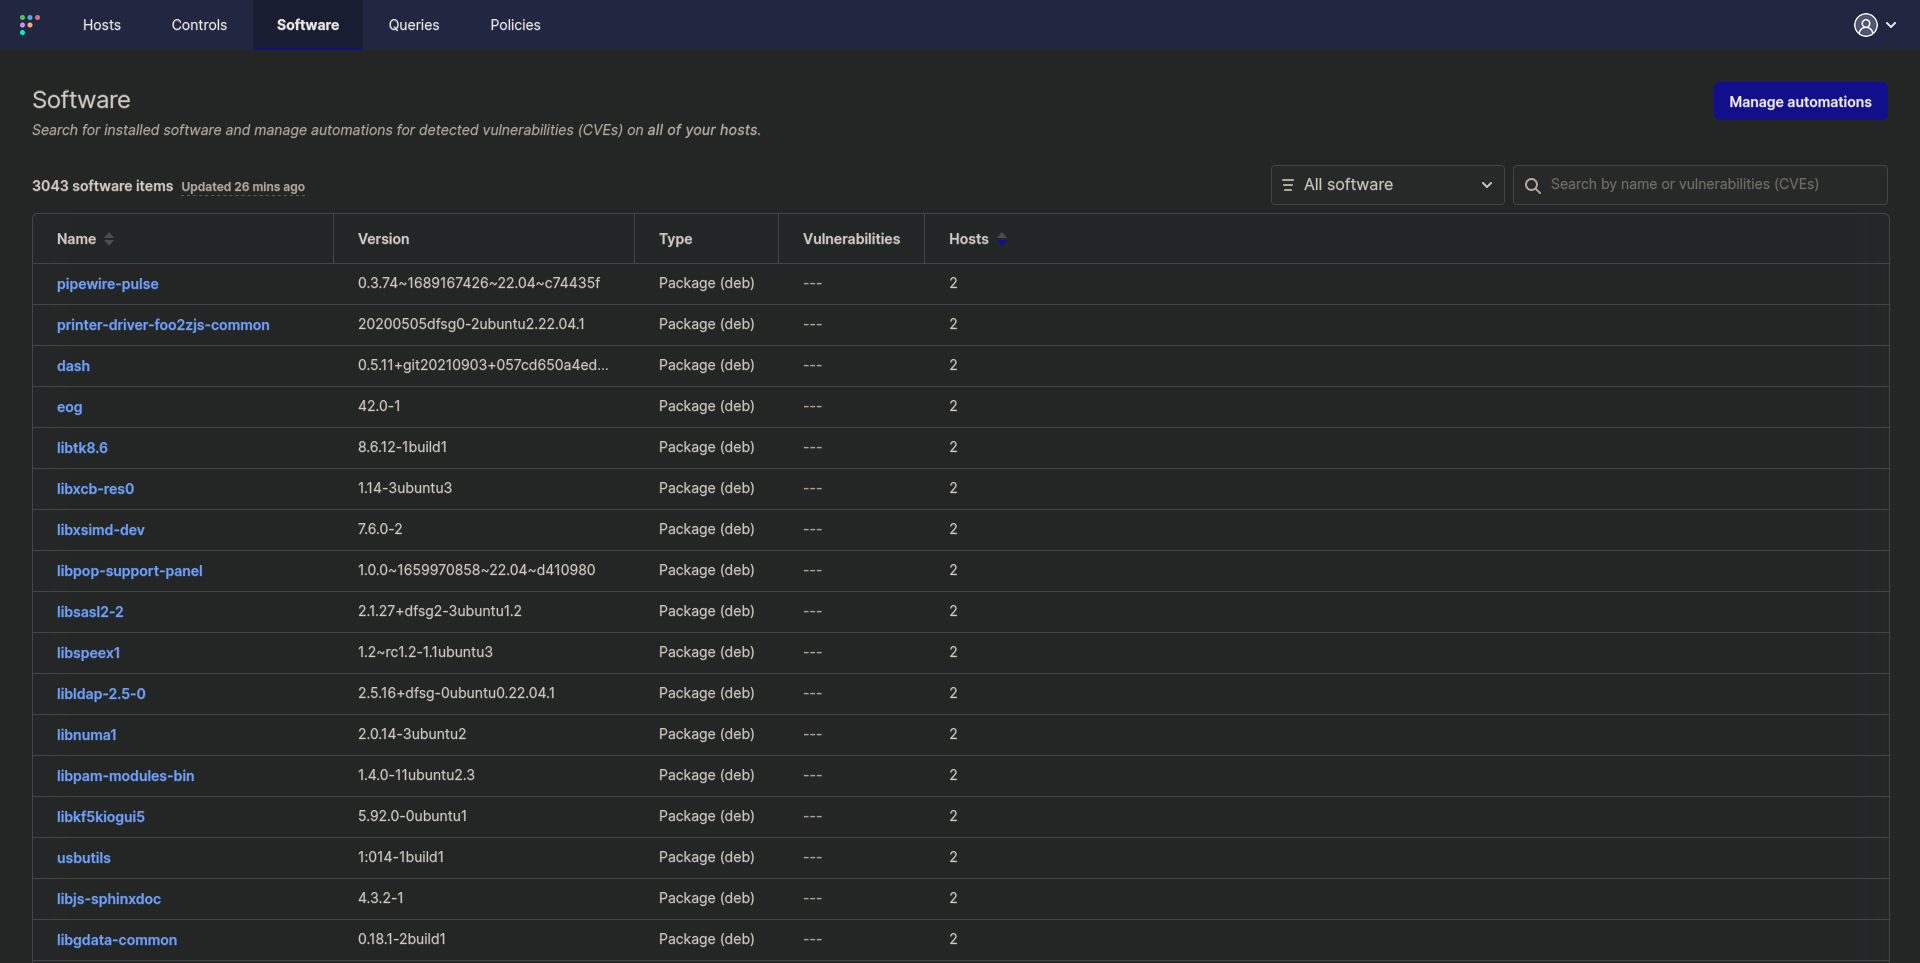 Hosts Controls Software Queries Policies
Software
Manage automations
Search for installed software and manage automations for detected vulnerabilities (CVEs) on all of your hosts.
3043 software items Updated 26 mins ago
All software Search by name or vulnerabilities (CVEs)
Name Version Type Vulnerabilities Hosts
pipewire-pulse 0.3.74~1689167426~22.04~c74435f Package (deb) --- 2
printer-driver-foo2zjs-common 20200505dfsg0-2ubuntu2.22.04.1 Package (deb) --- 2
dash 0.5.11+git20210903+057cd650a4ed... Package (deb) --- 2
eog 42.0-1 Package (deb) --- 2
libtk8.6 8.6.12-1build1 Package (deb) --- 2
libxcb-res0 1.14-3ubuntu3 Package (deb) --- 2
libxsimd-dev 7.6.0-2 Package (deb) --- 2
libpop-support-panel 1.0.0~1659970858~22.04~d410980 Package (deb) --- 2
libsasl2-2 2.1.27+dfsg2-3ubuntu1.2 Package (deb) --- 2
libspeex1 1.2~rc1.2-1.1ubuntu3 Package (deb) --- 2
libldap-2.5-0 2.5.16+dfsg-0ubuntu0.22.04.1 Package (deb) --- 2
libnuma1 2.0.14-3ubuntu2 Package (deb) --- 2
libpam-modules-bin 1.4.0-11ubuntu2.3 Package (deb) --- 2
libkf5kiogui5 5.92.0-0ubuntu1 Package (deb) --- 2
usbutils 1:014-1build1 Package (deb) --- 2
libjs-sphinxdoc 4.3.2-1 Package (deb) --- 2
libgdata-common 0.18.1-2build1 Package (deb) --- 2